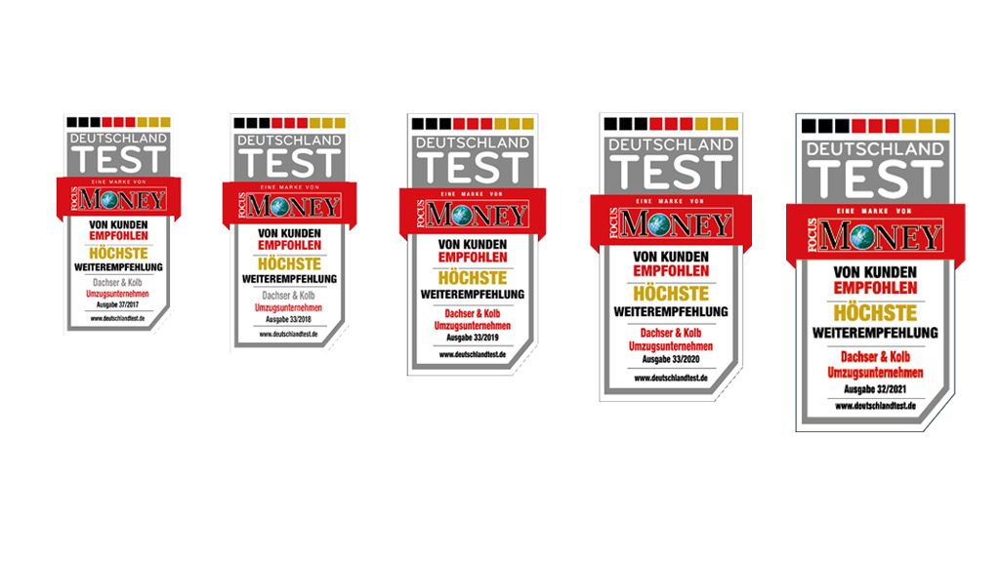 DEUTSCHLAND
TEST
EINE MARKE VON
FOCUS
MONEY
VON KUNDEN
EMPFOHLEN
HÖCHSTE
WEITEREMPFEHLUNG
Dachser & Kolb
Umzugsunternehmen
Ausgabe 37/2017
www.deutschlandtest.de
DEUTSCHLAND
TEST
EINE MARKE VON
FOCUS
MONEY
VON KUNDEN
EMPFOHLEN
HÖCHSTE
WEITEREMPFEHLUNG
Dachser & Kolb
Umzugsunternehmen
Ausgabe 33/2018
www.deutschlandtest.de
DEUTSCHLAND
TEST
EINE MARKE VON
FOCUS
MONEY
VON KUNDEN
EMPFOHLEN
HÖCHSTE
WEITEREMPFEHLUNG
Dachser & Kolb
Umzugsunternehmen
Ausgabe 33/2019
www.deutschlandtest.de
DEUTSCHLAND
TEST
EINE MARKE VON
FOCUS
MONEY
VON KUNDEN
EMPFOHLEN
HÖCHSTE
WEITEREMPFEHLUNG
Dachser & Kolb
Umzugsunternehmen
Ausgabe 33/2020
www.deutschlandtest.de
DEUTSCHLAND
TEST
EINE MARKE VON
FOCUS
MONEY
VON KUNDEN
EMPFOHLEN
HÖCHSTE
WEITEREMPFEHLUNG
Dachser & Kolb
Umzugsunternehmen
Ausgabe 32/2021
www.deutschlandtest.de